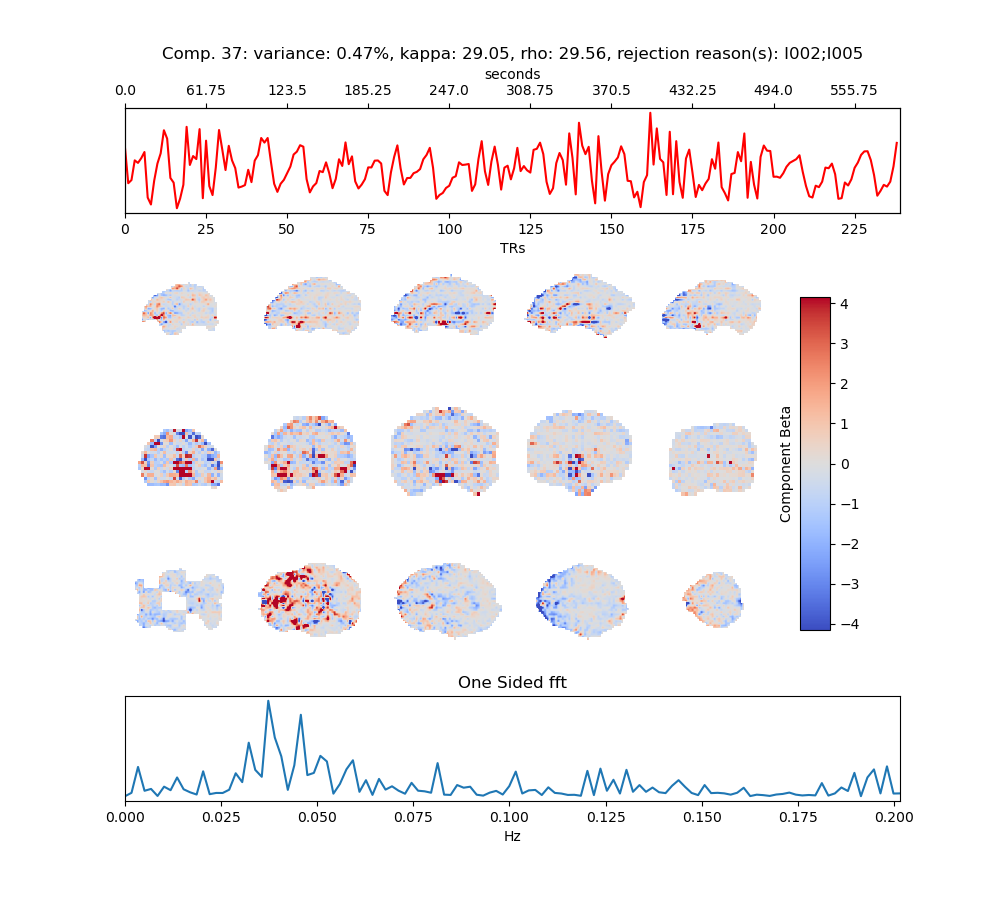 Comp. 37: variance: 0.47%, kappa: 29.05, rho: 29.56, rejection reason(s): I002;I005
seconds
0.0 61.75 123.5 185.25 247.0 308.75 370.5 432.25 494.0 555.75
0 25 50 75 100 125 150 175 200 225
TRs
4
3
2
1
0
−1
−2
−3
−4
Component Beta
One Sided fft
0.000 0.025 0.050 0.075 0.100 0.125 0.150 0.175 0.200
Hz